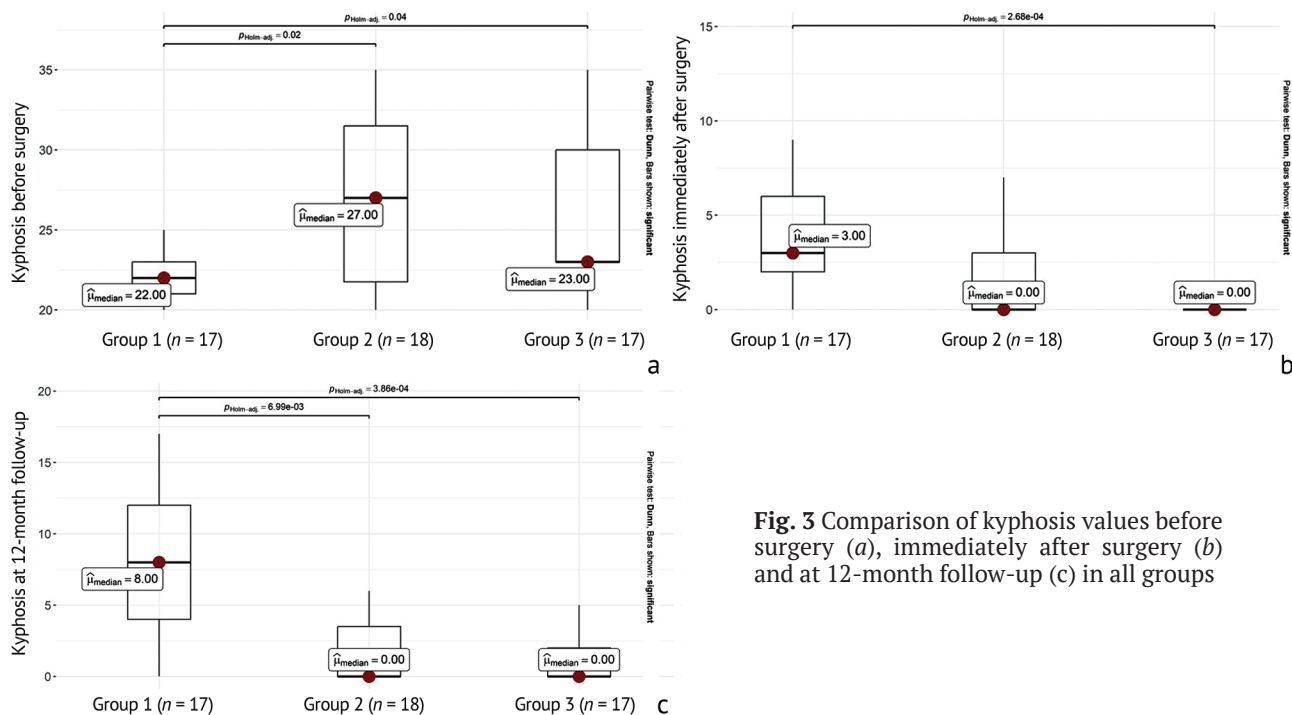 pHolm-adj. = 0.04
pHolm-adj. = 0.02
Kyphosis before surgery
35
30
25
20
μ̂median = 22.00
μ̂median = 27.00
μ̂median = 23.00
Group 1 (n = 17)
Group 2 (n = 18)
Group 3 (n = 17)
Pairwise test: Dunn, Bars shown: significant
a
pHolm-adj. = 2.68e-04
Kyphosis immediately after surgery
15
10
5
0
μ̂median = 3.00
μ̂median = 0.00
μ̂median = 0.00
Group 1 (n = 17)
Group 2 (n = 18)
Group 3 (n = 17)
Pairwise test: Dunn, Bars shown: significant
b
pHolm-adj. = 3.86e-04
pHolm-adj. = 6.99e-03
Kyphosis at 12-month follow-up
20
15
10
5
0
μ̂median = 8.00
μ̂median = 0.00
μ̂median = 0.00
Group 1 (n = 17)
Group 2 (n = 18)
Group 3 (n = 17)
Pairwise test: Dunn, Bars shown: significant
c
Fig. 3 Comparison of kyphosis values before
surgery (a), immediately after surgery (b)
and at 12-month follow-up (c) in all groups